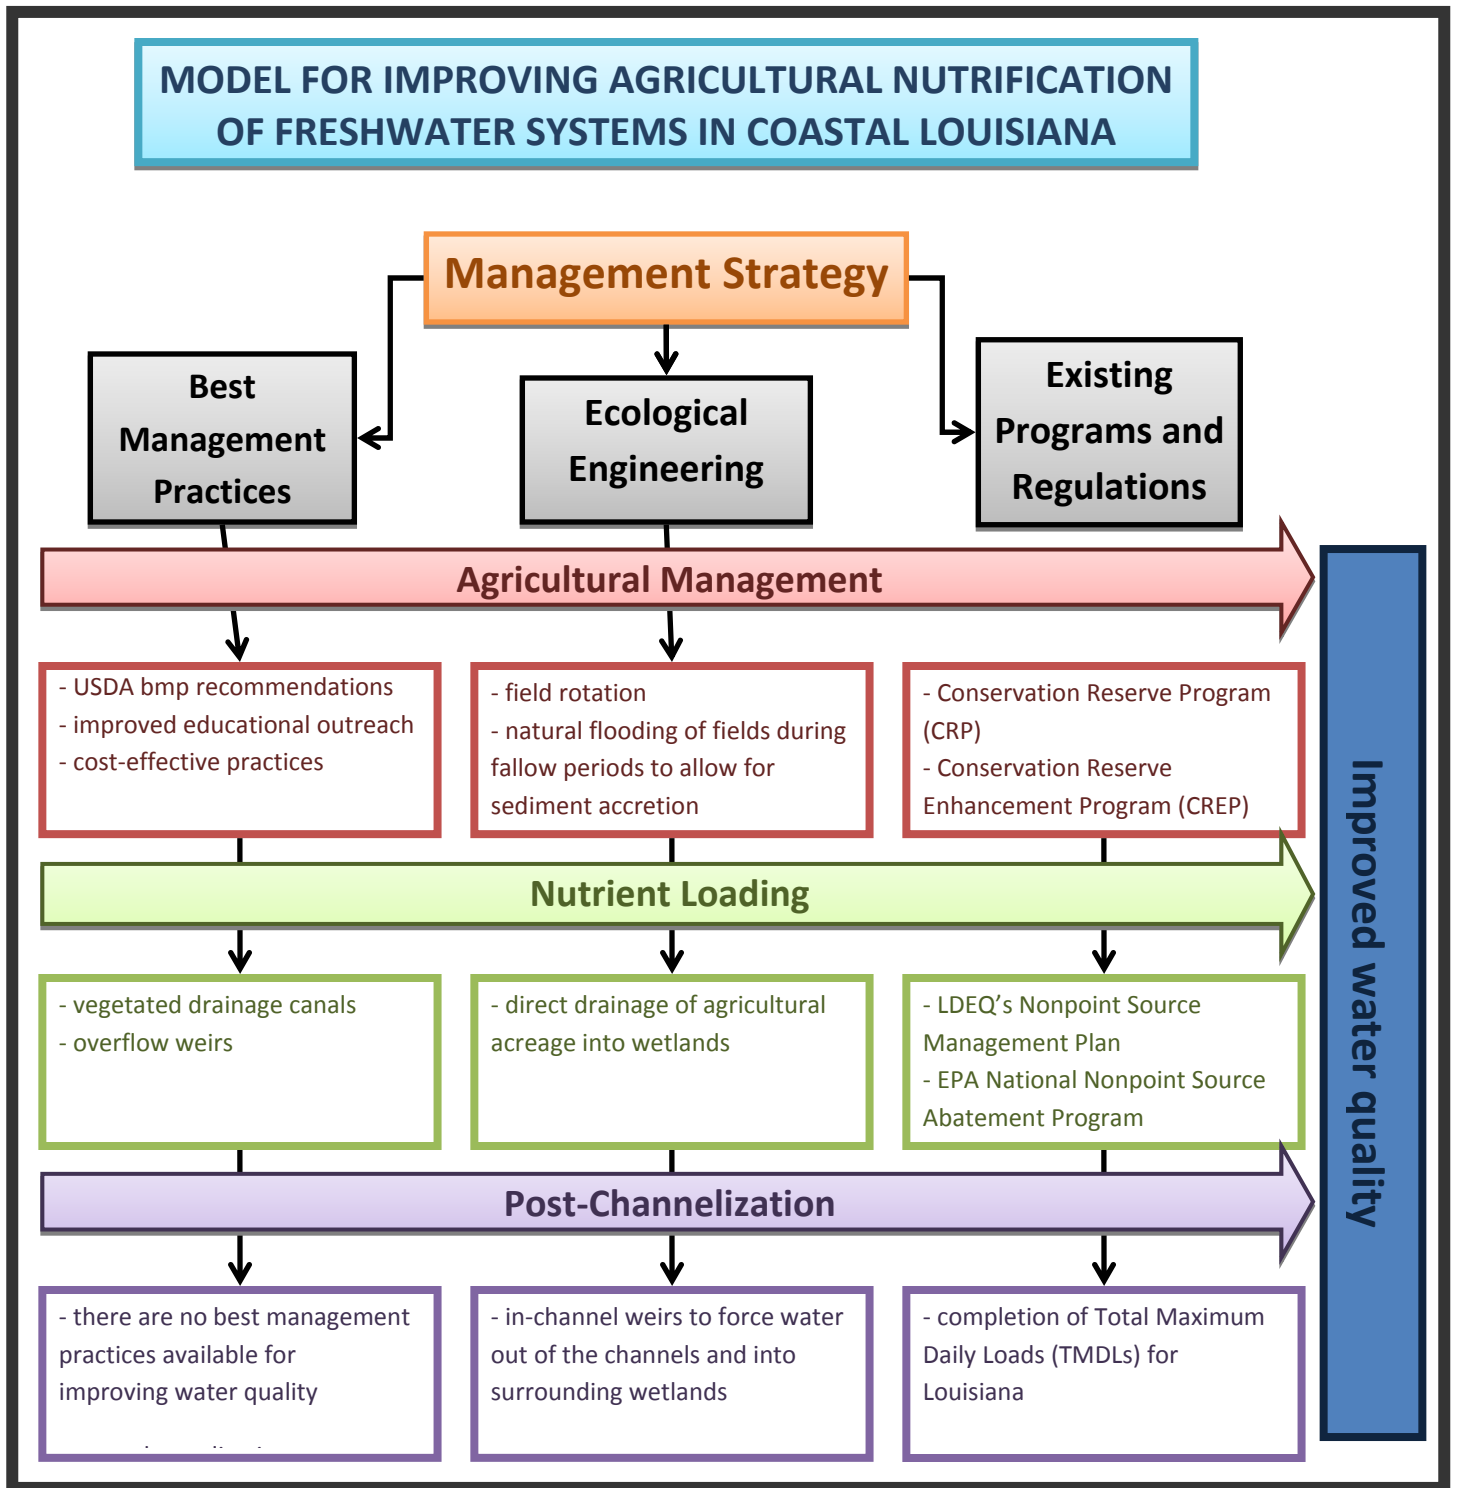 MODEL FOR IMPROVING AGRICULTURAL NUTRIFICATION
OF FRESHWATER SYSTEMS IN COASTAL LOUISIANA
Management Strategy
Best
Management
Practices
Ecological
Engineering
Existing
Programs and
Regulations
Agricultural Management
- USDA bmp recommendations
- improved educational outreach
- cost-effective practices
- field rotation
- natural flooding of fields during
fallow periods to allow for
sediment accretion
- Conservation Reserve Program
(CRP)
- Conservation Reserve
Enhancement Program (CREP)
Nutrient Loading
- vegetated drainage canals
- overflow weirs
- direct drainage of agricultural
acreage into wetlands
- LDEQ’s Nonpoint Source
Management Plan
- EPA National Nonpoint Source
Abatement Program
Post-Channelization
- there are no best management
practices available for
improving water quality
- in-channel weirs to force water
out of the channels and into
surrounding wetlands
- completion of Total Maximum
Daily Loads (TMDLs) for
Louisiana
Improved water quality